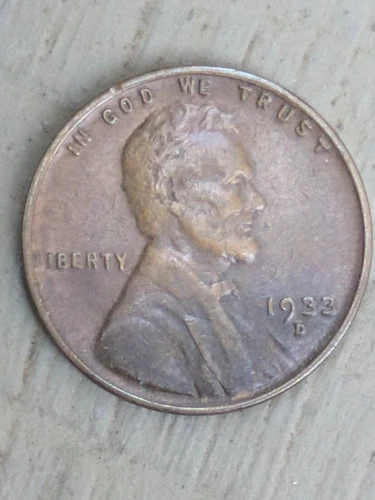 IN GOD WE TRUST
LIBERTY
1933
D